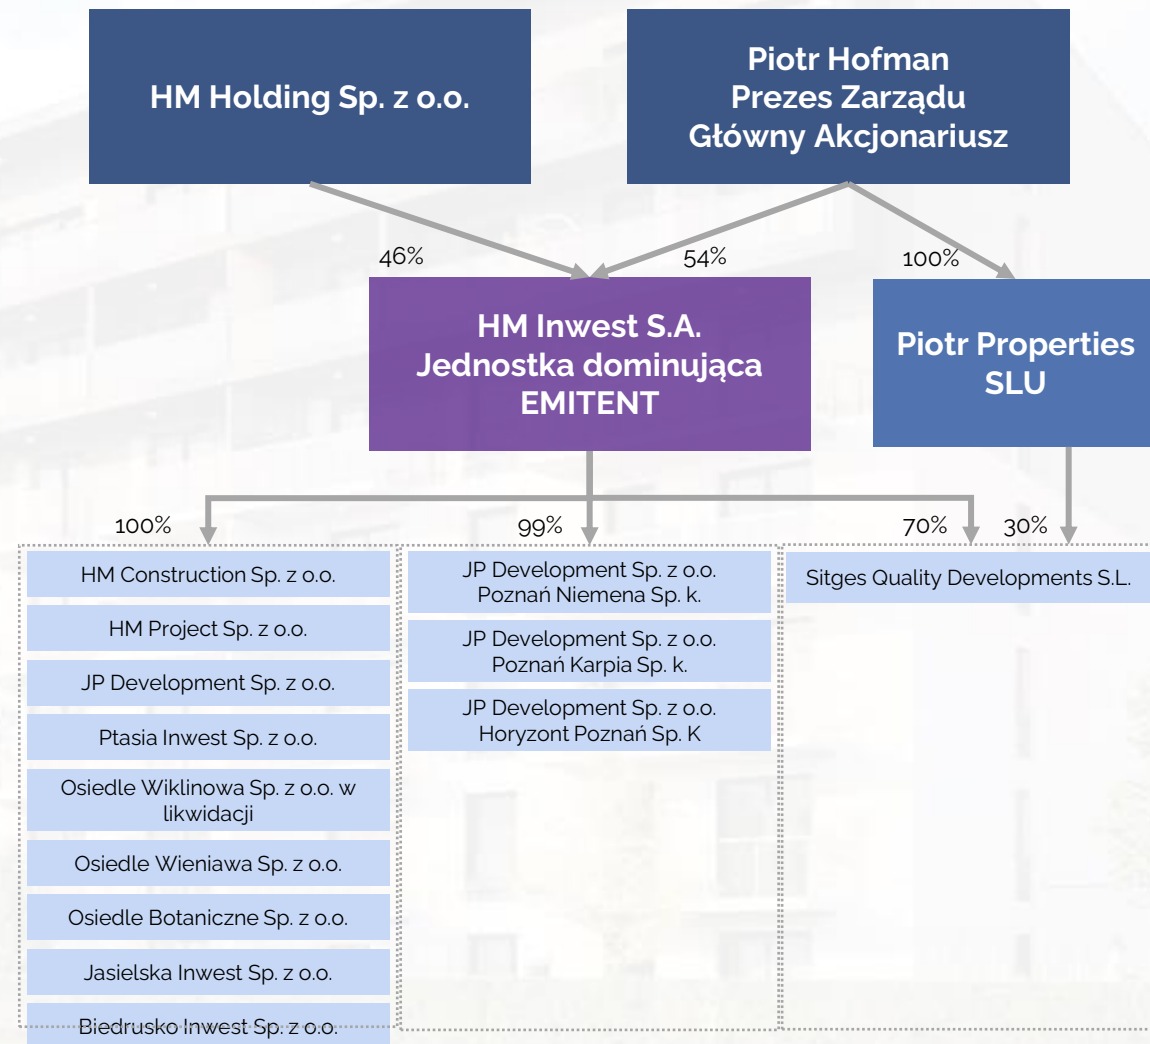 HM Holding Sp. z o.o.
Piotr Hofman
Prezes Zarządu
Główny Akcjonariusz
46%
54%
100%
HM Inwest S.A.
Jednostka dominująca
EMITENT
Piotr Properties
SLU
100%
99%
70%
30%
HM Construction Sp. z o.o.
HM Project Sp. z o.o.
JP Development Sp. z o.o.
Ptasia Inwest Sp. z o.o.
Osiedle Wiklinowa Sp. z o.o. w
likwidacji
Osiedle Wieniawa Sp. z o.o.
Osiedle Botaniczne Sp. z o.o.
Jasielska Inwest Sp. z o.o.
Biedrusko Inwest Sp. z o.o.
JP Development Sp. z o.o.
Poznań Niemena Sp. k.
JP Development Sp. z o.o.
Poznań Karpia Sp. k.
JP Development Sp. z o.o.
Horyzont Poznań Sp. K
Sitges Quality Developments S.L.